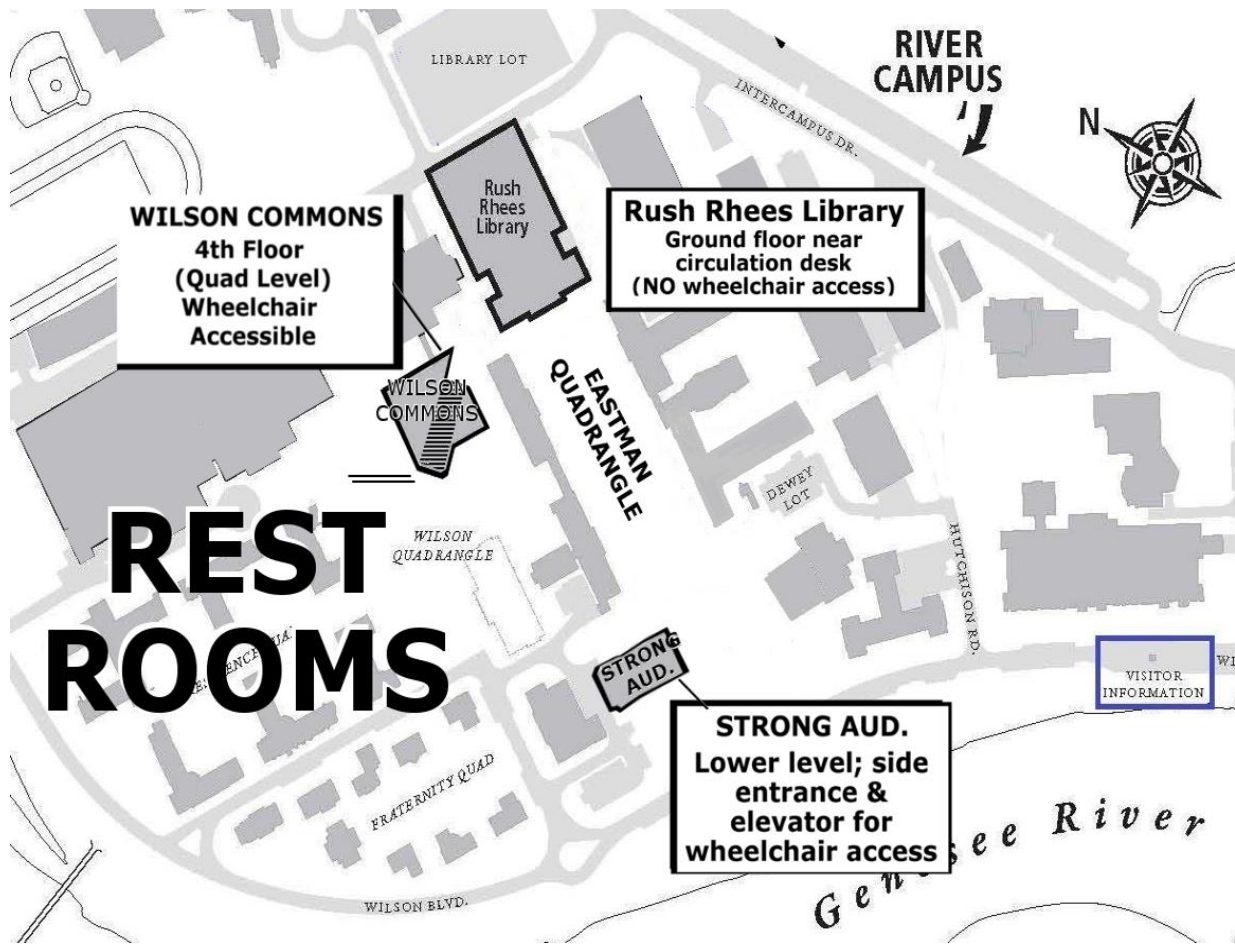 LIBRARY LOT
RIVER
CAMPUS
INTERCAMPUS DR.
N
Rush
Rhees
Library
WILSON COMMONS
4th Floor
(Quad Level)
Wheelchair
Accessible
Rush Rhees Library
Ground floor near
circulation desk
(NO wheelchair access)
WILSON
COMMONS
EASTMAN
QUADRANGLE
DEWEY
LOT
HUTCHISON RD.
WILSON
QUADRANGLE
REST
ROOMS
STRONG
AUD.
VISITOR
INFORMATION
STRONG AUD.
Lower level; side
entrance &
elevator for
wheelchair access
FRATERNITY QUAD
WILSON BLVD.
River